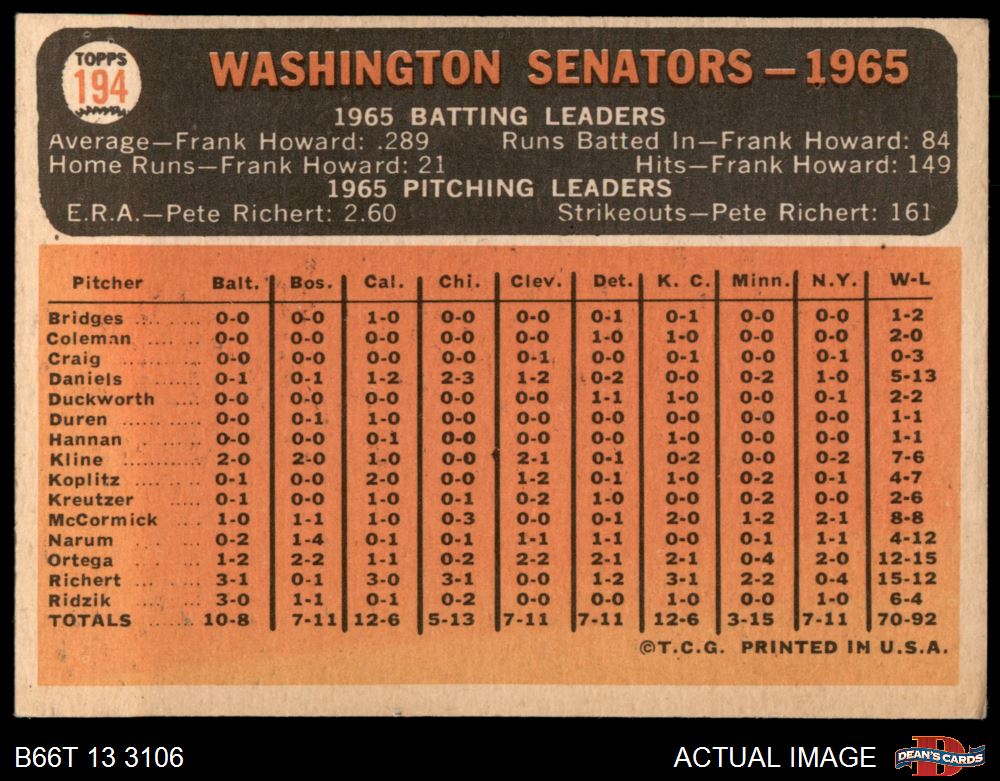 TOPPS
194
WASHINGTON SENATORS — 1965
1965 BATTING LEADERS
Average—Frank Howard: .289 Runs Batted In—Frank Howard: 84
Home Runs—Frank Howard: 21 Hits—Frank Howard: 149
1965 PITCHING LEADERS
E.R.A.—Pete Richert: 2.60 Strikeouts—Pete Richert: 161
Pitcher Balt. Bos. Cal. Chi. Clev. Det. K. C. Minn. N.Y. W-L
Bridges 0-0 0-0 1-0 0-0 0-0 0-1 0-1 0-0 0-0 1-2
Coleman 0-0 0-0 0-0 0-0 0-0 1-0 1-0 0-0 0-0 2-0
Craig 0-0 0-0 0-0 0-0 0-1 0-0 0-1 0-0 0-1 0-3
Daniels 0-1 0-1 1-2 2-3 1-2 0-2 0-0 0-2 1-0 5-13
Duckworth 0-0 0-0 0-0 0-0 0-0 1-1 1-0 0-0 0-1 2-2
Duren 0-0 0-1 1-0 0-0 0-0 0-0 0-0 0-0 0-0 1-1
Hannan 0-0 0-0 0-1 0-0 0-0 0-0 1-0 0-0 0-0 1-1
Kline 2-0 2-0 1-0 0-0 2-1 0-1 0-2 0-0 0-2 7-6
Koplitz 0-1 0-0 2-0 0-0 1-2 0-1 1-0 0-2 0-1 4-7
Kreutzer 0-1 0-0 1-0 0-1 0-2 1-0 0-0 0-2 0-0 2-6
McCormick 1-0 1-1 1-0 0-3 0-0 0-1 2-0 1-2 2-1 8-8
Narum 0-2 1-4 0-1 0-1 1-1 1-1 0-0 0-1 1-1 4-12
Ortega 1-2 2-2 1-1 0-2 2-2 2-1 2-1 0-4 2-0 12-15
Richert 3-1 0-1 3-0 3-1 0-0 1-2 3-1 2-2 0-4 15-12
Ridzik 3-0 1-1 0-1 0-2 0-0 0-0 1-0 0-0 1-0 6-4
TOTALS 10-8 7-11 12-6 5-13 7-11 7-11 12-6 3-15 7-11 70-92
©T.C.G. PRINTED IN U.S.A.
B66T 13 3106 ACTUAL IMAGE D DEAN'S CARDS